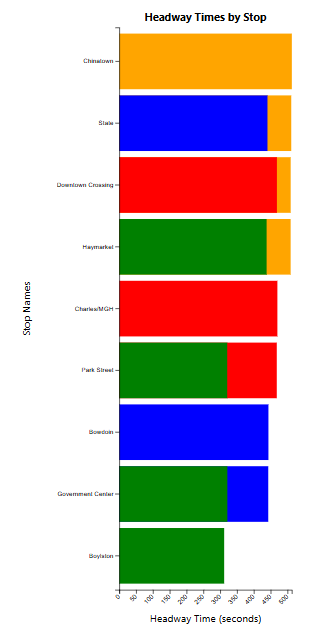 Headway Times by Stop
Chinatown
State
Downtown Crossing
Haymarket
Charles/MGH
Park Street
Bowdoin
Government Center
Boylston
Stop Names
0
50
100
150
200
250
300
350
400
450
500
Headway Time (seconds)